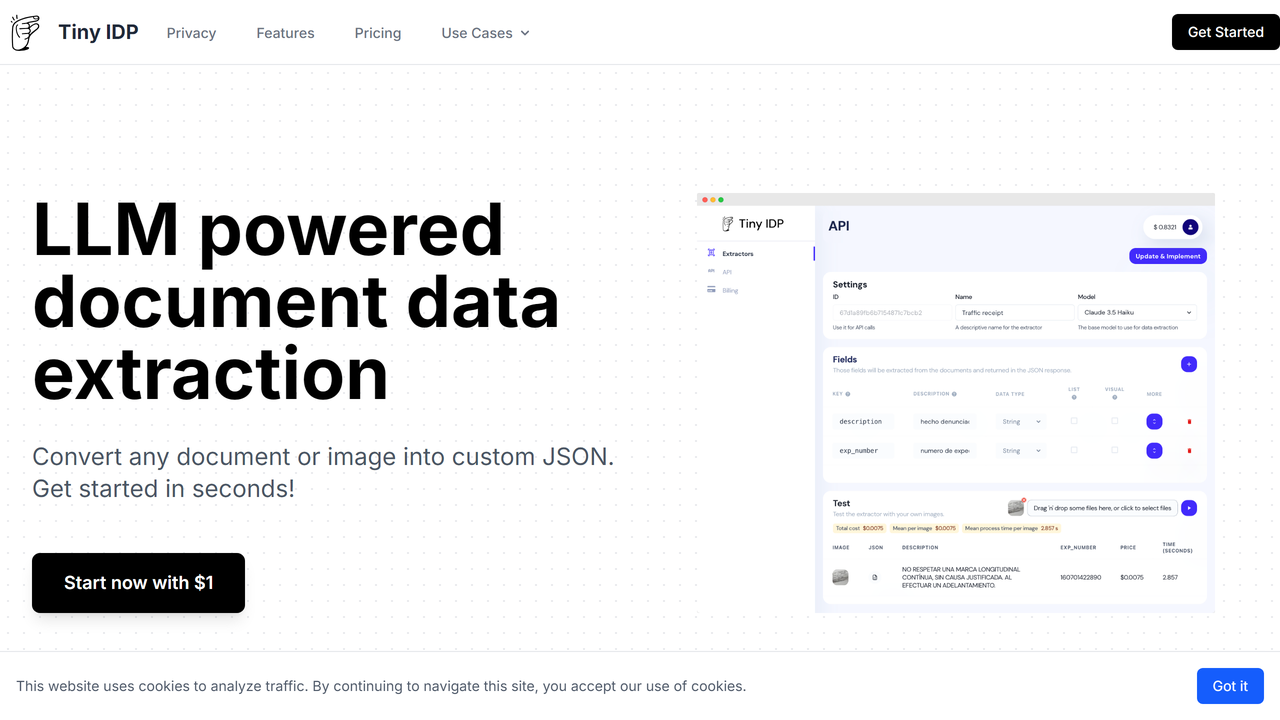 Tiny IDP
Privacy
Features
Pricing
Use Cases
Get Started
LLM powered
document data
extraction
Convert any document or image into custom JSON.
Get started in seconds!
Start now with $1
Tiny IDP
Extractors
API
Billing
API
$ 0.8321
Update & Implement
Settings
ID
Name
Model
Traffic receipt
Claude 3.5 Haiku
Use it for API calls
A descriptive name for the extractor
The base model to use for data extraction
Fields
Those fields will be extracted from the documents and returned in the JSON response.
KEY
DESCRIPTION
DATA TYPE
LIST
VISUAL
MORE
description
hecho denuncia
String
exp_number
numero de expe
String
Test
Test the extractor with your own images.
Drag 'n' drop some files here, or click to select files
Total cost $0.0075
Mean per image $0.0075
Mean process time per image 2.857 s
IMAGE
JSON
DESCRIPTION
EXP_NUMBER
PRICE
TIME
(SECONDS)
NO RESPETAR UNA MARCA LONGITUDINAL
CONTÍNUA, SIN CAUSA JUSTIFICADA. AL
EFECTUAR UN ADELANTAMIENTO.
160701422890
$0.0075
2.857
This website uses cookies to analyze traffic. By continuing to navigate this site, you accept our use of cookies.
Got it